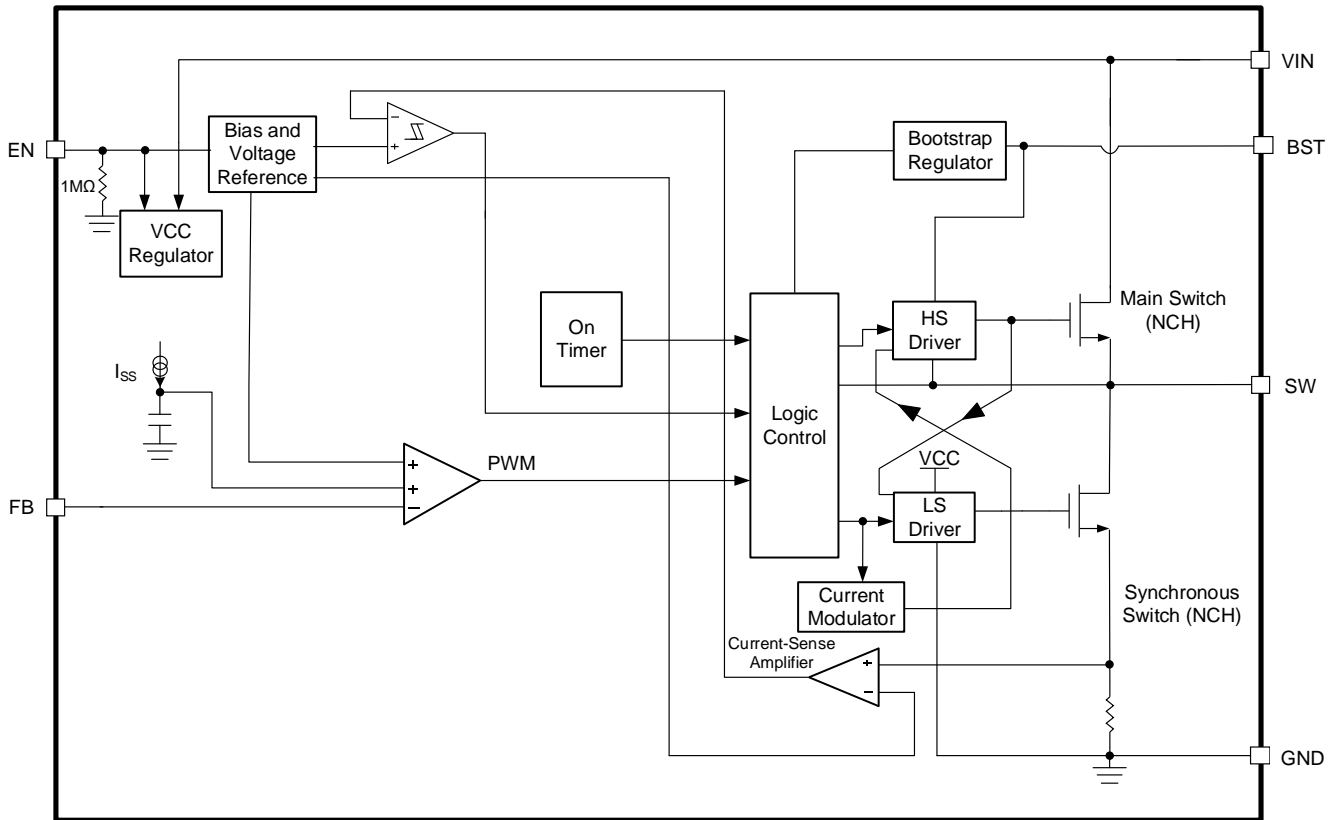 VIN
EN
Bias and
Voltage
Reference
−
+
Bootstrap
Regulator
BST
1MΩ
VCC
Regulator
On
Timer
HS
Driver
Main Switch
(NCH)
ISS
Logic
Control
SW
+
+
−
PWM
VCC
FB
LS
Driver
Current
Modulator
Synchronous
Switch (NCH)
Current-Sense
Amplifier
+
−
GND